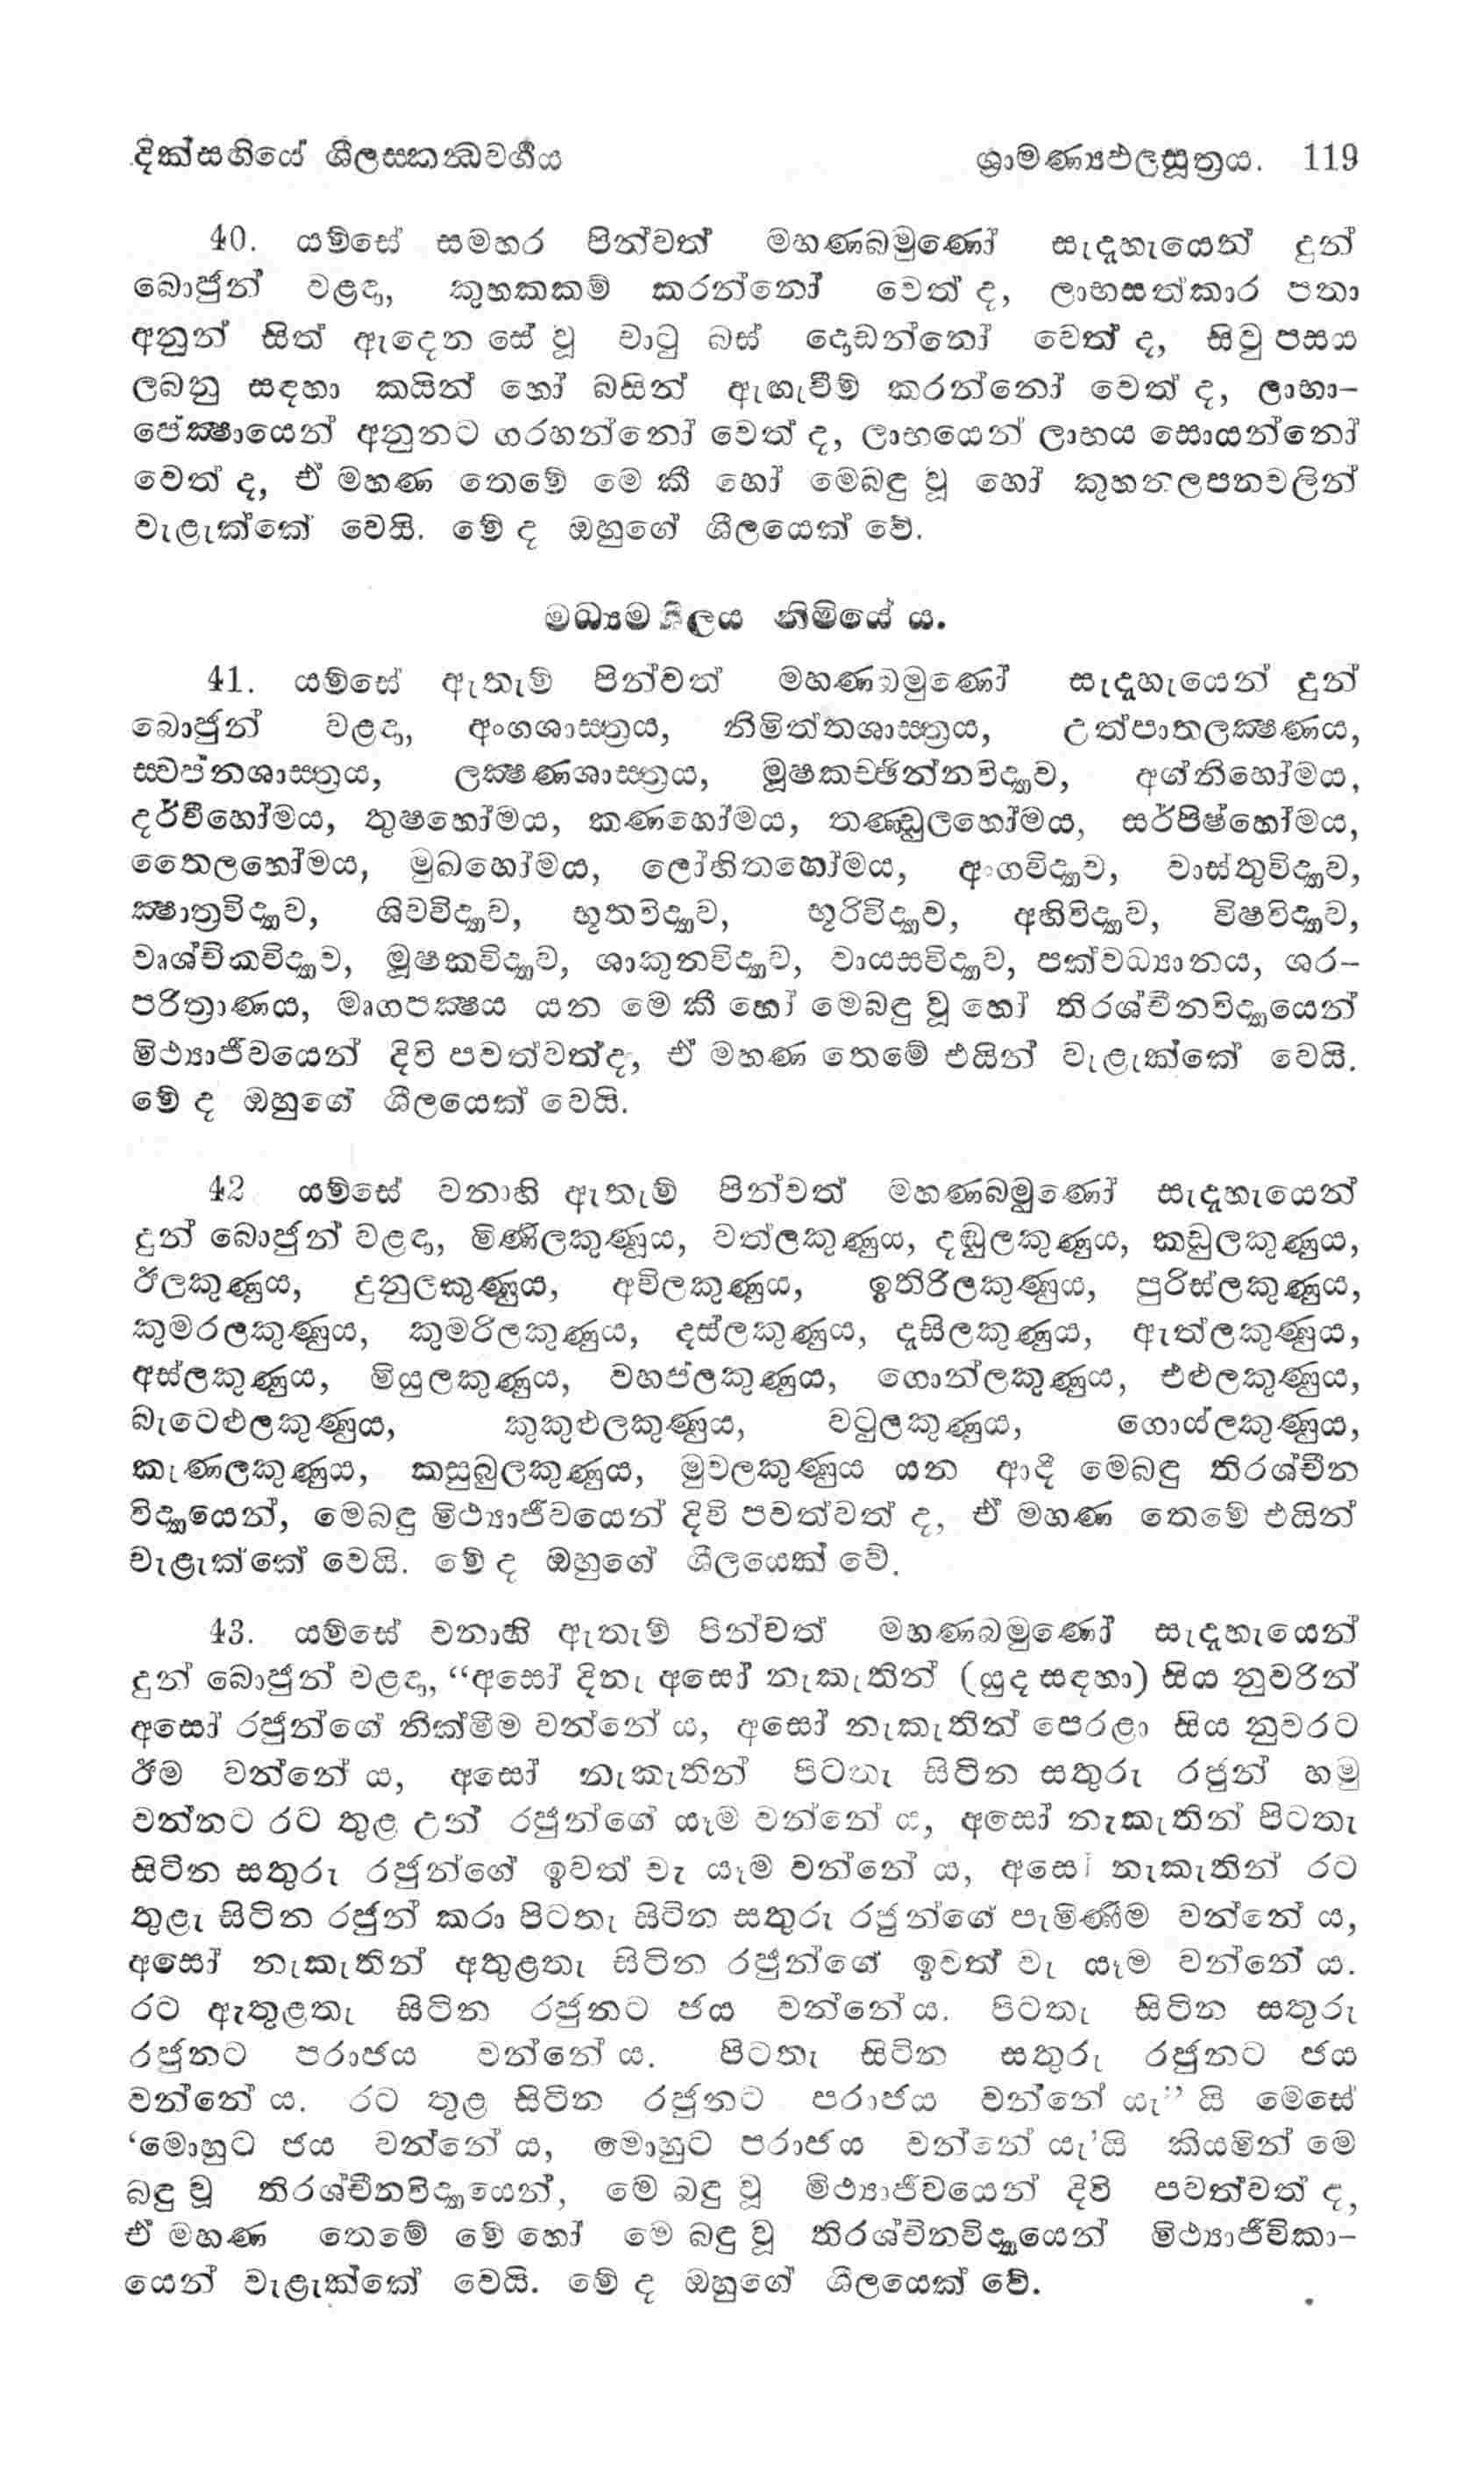 දික්සඟියේ ශීලස්කන්ධවර්ගය ශ්‍රාමණ්‍යඵලසූත්‍රය. 119
40. යම්සේ සමහර පින්වත් මහණබමුණෝ සැදෑහැයෙන් දුන්
බොජුන් වළඳා, කුහකකම් කරන්නෝ වෙත් ද, ලාභසත්කාර පතා
අනුන් සිත් ඇදෙන සේ වූ චාටු බස් දොඩන්නෝ වෙත් ද, සිවු පසය
ලබනු සඳහා කයින් හෝ බසින් ඇඟැවීම් කරන්නෝ වෙත් ද, ලාභා-
පේක්‍ෂායෙන් අනුනට ගරහන්නෝ වෙත් ද, ලාභයෙන් ලාභය සොයන්නෝ
වෙත් ද, ඒ මහණ තෙමේ මෙ කී හෝ මෙබඳු වූ හෝ කුහනලපනවලින්
වැළැක්කේ වෙයි. මේ ද ඔහුගේ ශීලයෙක් වේ.
මධ්‍යමශීලය නිමියේ ය.
41. යම්සේ ඇතැම් පින්වත් මහණබමුණෝ සැදෑහැයෙන් දුන්
බොජුන් වළඳා, අංගශාස්ත්‍රය, නිමිත්තශාස්ත්‍රය, උත්පාතලක්‍ෂණය,
ස්වප්නශාස්ත්‍රය, ලක්‍ෂණශාස්ත්‍රය, මූෂකච්ඡින්නවිද්‍යාව, අග්නිහෝමය,
දර්වීහෝමය, තුෂහෝමය, කණහෝමය, තණ්ඩුලහෝමය, සර්පිෂ්හෝමය,
තෛලහෝමය, මුඛහෝමය, ලෝහිතහෝමය, අංගවිද්‍යාව, වාස්තුවිද්‍යාව,
ක්‍ෂාත්‍රවිද්‍යාව, ශිවවිද්‍යාව, භූතවිද්‍යාව, භූරිවිද්‍යාව, අහිවිද්‍යාව, විෂවිද්‍යාව,
වෘශ්චිකවිද්‍යාව, මූෂකවිද්‍යාව, ශාකුනවිද්‍යාව, වායසවිද්‍යාව, පක්වධ්‍යානය, ශර-
පරිත්‍රාණය, මෘගපක්‍ෂය යන මෙ කී හෝ මෙබඳු වූ හෝ තිරශ්චීනවිද්‍යායෙන්
මිථ්‍යාජීවයෙන් දිවි පවත්වත්ද, ඒ මහණ තෙමේ එයින් වැළැක්කේ වෙයි.
මේ ද ඔහුගේ ශීලයෙක් වෙයි.
42 යම්සේ වනාහි ඇතැම් පින්වත් මහණබමුණෝ සැදෑහැයෙන්
දුන් බොජුන් වළඳා, මිණිලකුණුය, වත්ලකුණුය, දඬුලකුණුය, කඩුලකුණුය,
ඊලකුණුය, දුනුලකුණුය, අවිලකුණුය, ඉතිරිලකුණුය, පුරිස්ලකුණුය,
කුමරලකුණුය, කුමරිලකුණුය, දස්ලකුණුය, දැසිලකුණුය, ඇත්ලකුණුය,
අස්ලකුණුය, මියුලකුණුය, වහප්ලකුණුය, ගොන්ලකුණුය, එළුලකුණුය,
බැටෙළුලකුණුය, කුකුළුලකුණුය, වටුලකුණුය, ගොය්ලකුණුය,
කැණලකුණුය, කසුබුලකුණුය, මුවලකුණුය යන ආදි මෙබඳු තිරශ්චීන
විද්‍යායෙන්, මෙබඳු මිථ්‍යාජීවයෙන් දිවි පවත්වත් ද, ඒ මහණ තෙමේ එයින්
වැළැක්කේ වෙයි. මේ ද ඔහුගේ ශීලයෙක් වේ.
43. යම්සේ වනාහි ඇතැම් පින්වත් මහණබමුණෝ සැදෑහැයෙන්
දුන් බොජුන් වළඳා, “අසෝ දිනැ අසෝ නැකැතින් (යුද සඳහා) සිය නුවරින්
අසෝ රජුන්ගේ නික්මීම වන්නේ ය, අසෝ නැකැතින් පෙරළා සිය නුවරට
ඊම වන්නේ ය, අසෝ නැකැතින් පිටතැ සිටින සතුරු රජුන් හමු
වන්නට රට තුළ උන් රජුන්ගේ යෑම වන්නේ ය, අසෝ නැකැතින් පිටතැ
සිටින සතුරු රජුන්ගේ ඉවත් වැ යෑම වන්නේ ය, අසෝ නැකැතින් රට
තුළැ සිටින රජුන් කරා පිටතැ සිටින සතුරු රජුන්ගේ පැමිණීම වන්නේ ය,
අසෝ නැකැතින් අතුළතැ සිටින රජුන්ගේ ඉවත් වැ යෑම වන්නේ ය.
රට ඇතුළතැ සිටින රජුනට ජය වන්නේ ය. පිටතැ සිටින සතුරු
රජුනට පරාජය වන්නේ ය. පිටතැ සිටින සතුරු රජුනට ජය
වන්නේ ය. රට තුළ සිටින රජුනට පරාජය වන්නේ යැ” යි මෙසේ
‘මොහුට ජය වන්නේ ය, මොහුට පරාජය වන්නේ යැ’යි කියමින් මෙ
බඳු වූ තිරශ්චීනවිද්‍යායෙන්, මෙ බඳු වූ මිථ්‍යාජීවයෙන් දිවි පවත්වත් ද,
ඒ මහණ තෙමේ මේ හෝ මෙ බඳු වූ තිරශ්චිනවිද්‍යායෙන් මිථ්‍යාජීවිකා-
යෙන් වැළැක්කේ වෙයි. මේ ද ඔහුගේ ශීලයෙක් වේ.